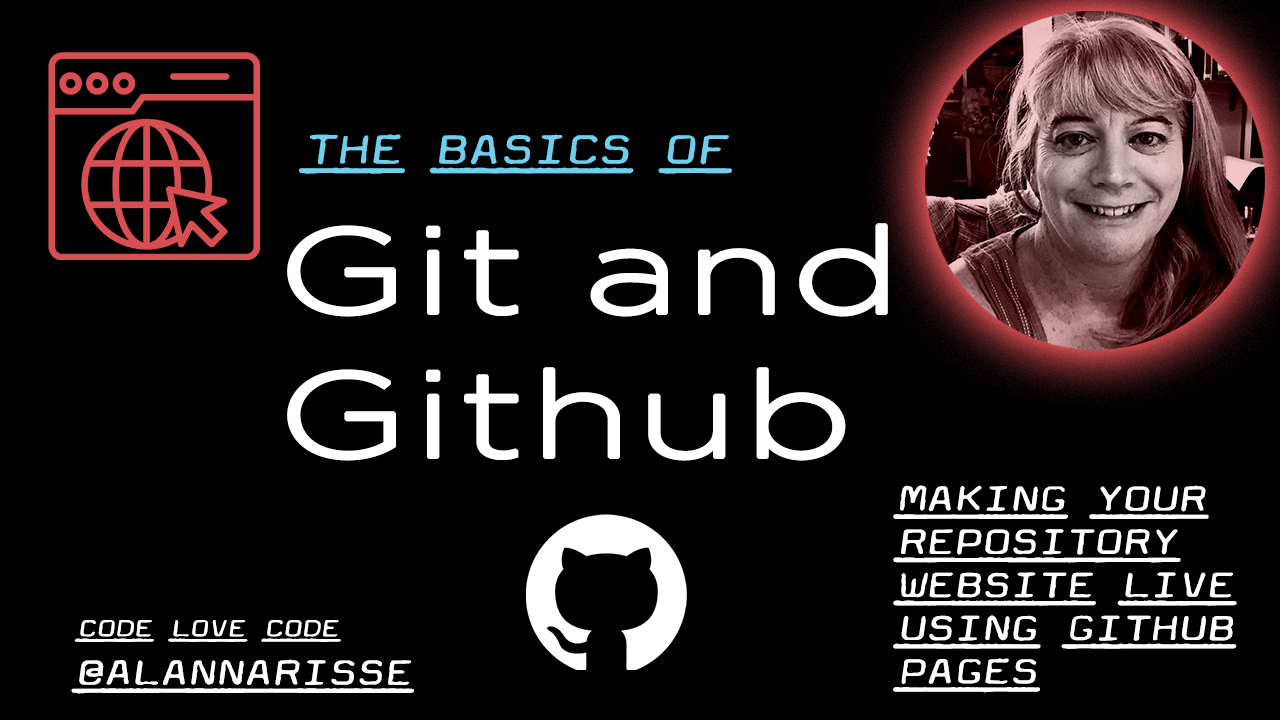 THE BASICS OF
Git and
Github
MAKING YOUR
REPOSITORY
WEBSITE LIVE
USING GITHUB
PAGES
CODE LOVE CODE
@ALANNARISSE